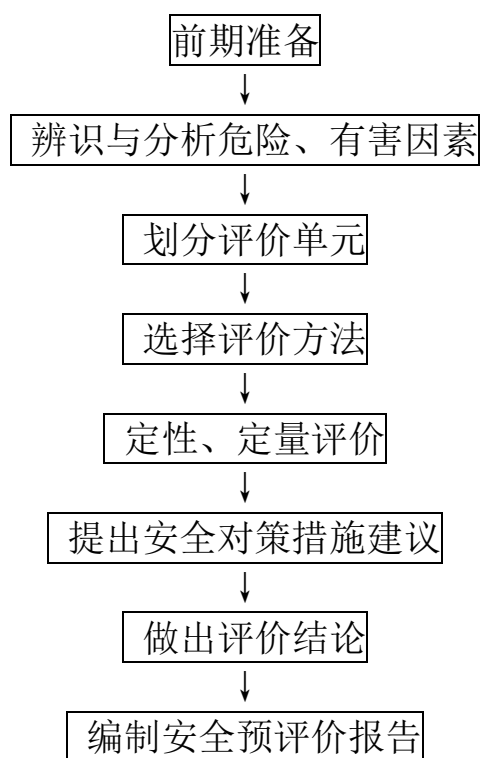 前期准备
辨识与分析危险、有害因素
划分评价单元
选择评价方法
定性、定量评价
提出安全对策措施建议
做出评价结论
编制安全预评价报告